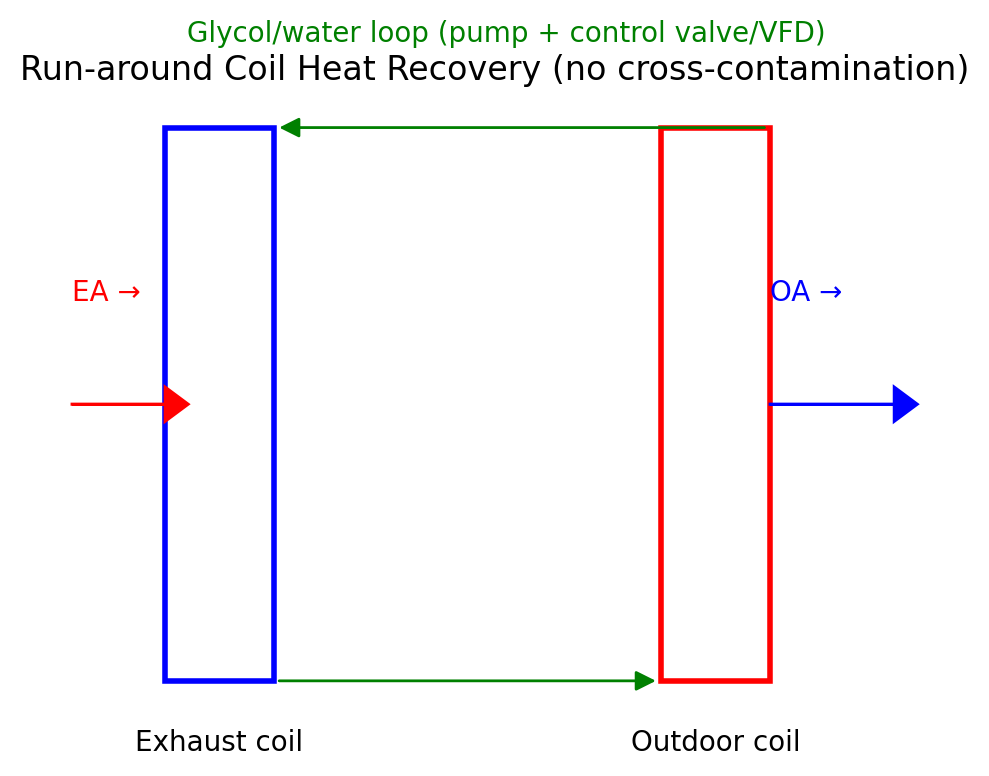 Glycol/water loop (pump + control valve/VFD)
Run-around Coil Heat Recovery (no cross-contamination)
EA →
OA →
Exhaust coil
Outdoor coil